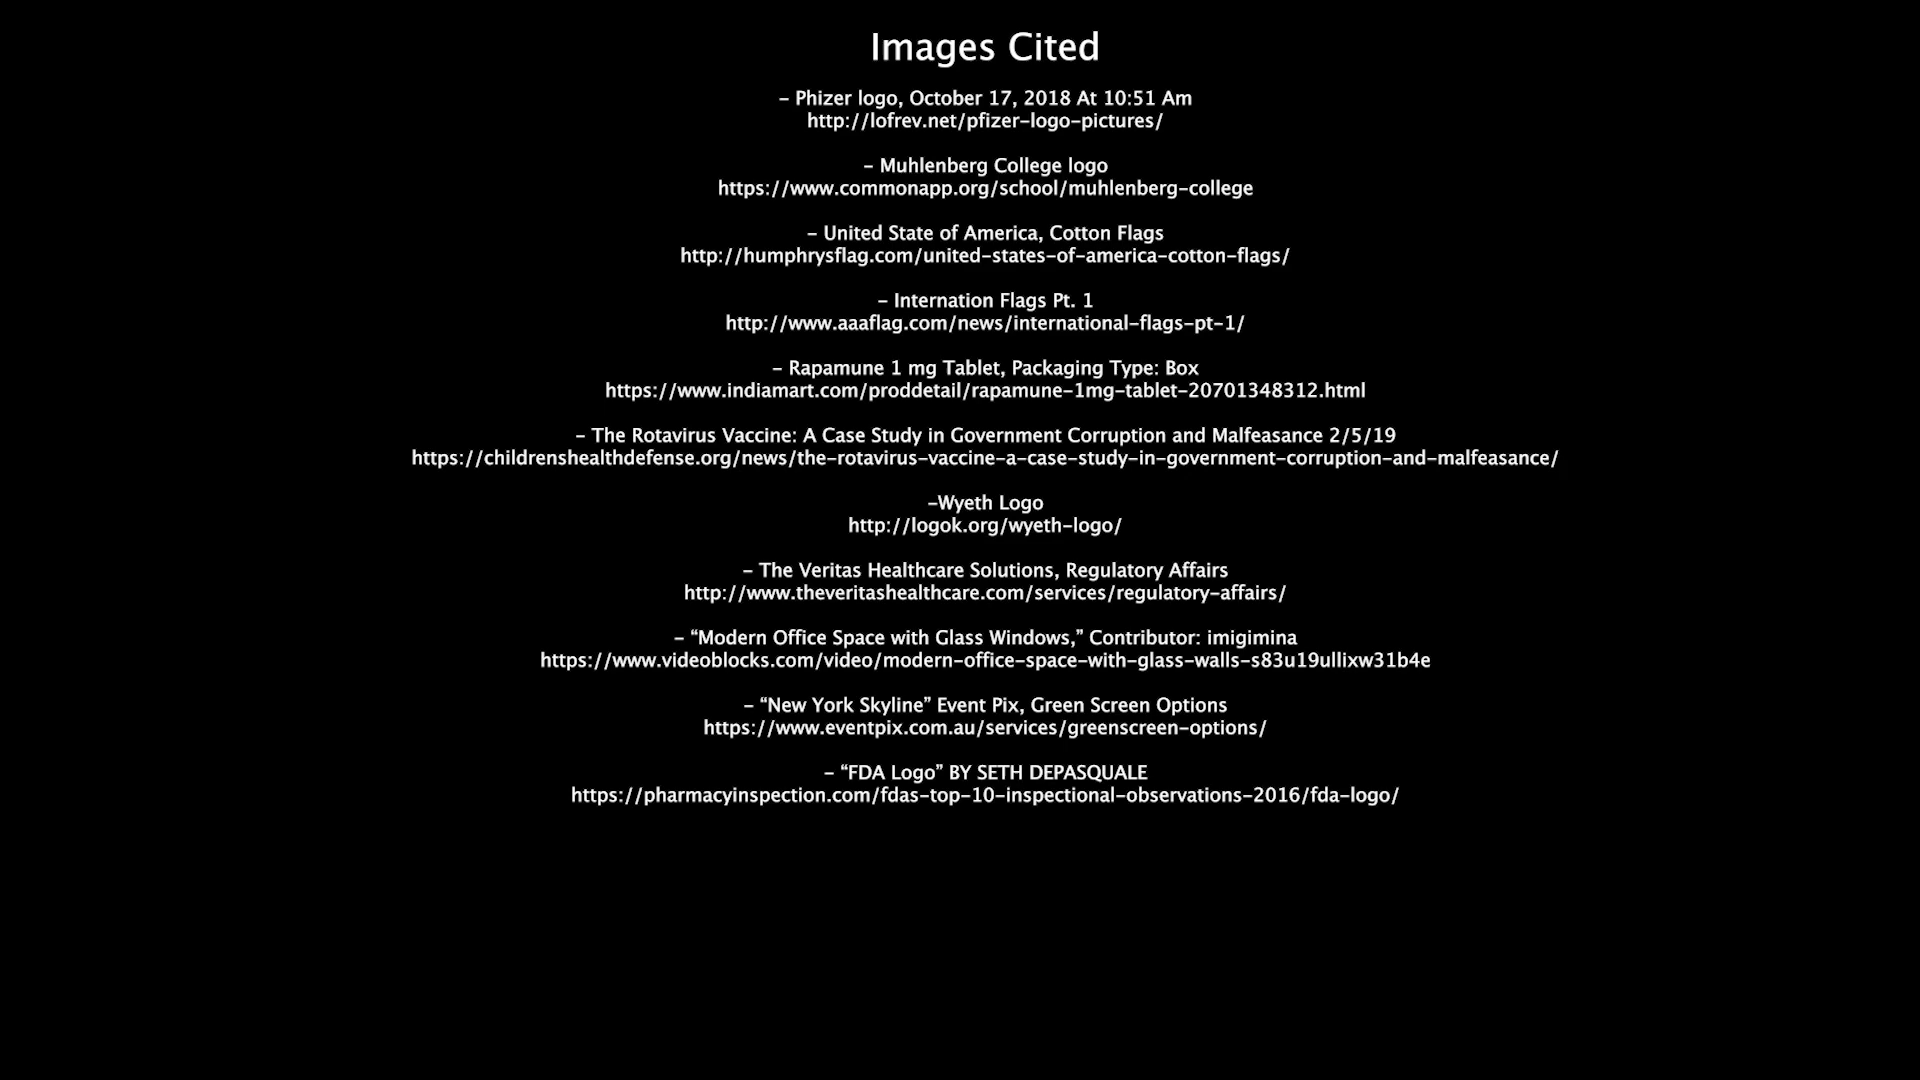 Images Cited
- Phizer logo, October 17, 2018 At 10:51 Am
http://lofrev.net/pfizer-logo-pictures/
- Muhlenberg College logo
https://www.commonapp.org/school/muhlenberg-college
- United State of America, Cotton Flags
http://humphrysflag.com/united-states-of-america-cotton-flags/
- Internation Flags Pt. 1
http://www.aaaflag.com/news/international-flags-pt-1/
- Rapamune 1 mg Tablet, Packaging Type: Box
https://www.indiamart.com/proddetail/rapamune-1mg-tablet-20701348312.html
- The Rotavirus Vaccine: A Case Study in Government Corruption and Malfeasance 2/5/19
https://childrenshealthdefense.org/news/the-rotavirus-vaccine-a-case-study-in-government-corruption-and-malfeasance/
-Wyeth Logo
http://logok.org/wyeth-logo/
- The Veritas Healthcare Solutions, Regulatory Affairs
http://www.theveritashealthcare.com/services/regulatory-affairs/
- “Modern Office Space with Glass Windows,” Contributor: imigimina
https://www.videoblocks.com/video/modern-office-space-with-glass-walls-s83u19ullixw31b4e
- “New York Skyline” Event Pix, Green Screen Options
https://www.eventpix.com.au/services/greenscreen-options/
- “FDA Logo” BY SETH DEPASQUALE
https://pharmacyinspection.com/fdas-top-10-inspectional-observations-2016/fda-logo/